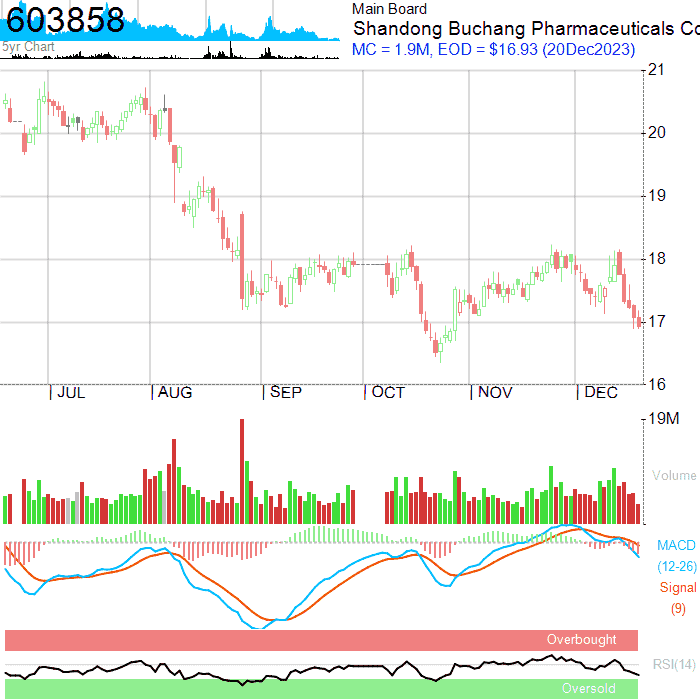 603858
5yr Chart
Main Board
Shandong Buchang Pharmaceuticals Co
MC = 1.9M, EOD = $16.93 (20Dec2023)
21
20
19
18
17
16
JUL AUG SEP OCT NOV DEC
19M
Volume
MACD
(12-26)
Signal
(9)
Overbought
RSI(14)
Oversold